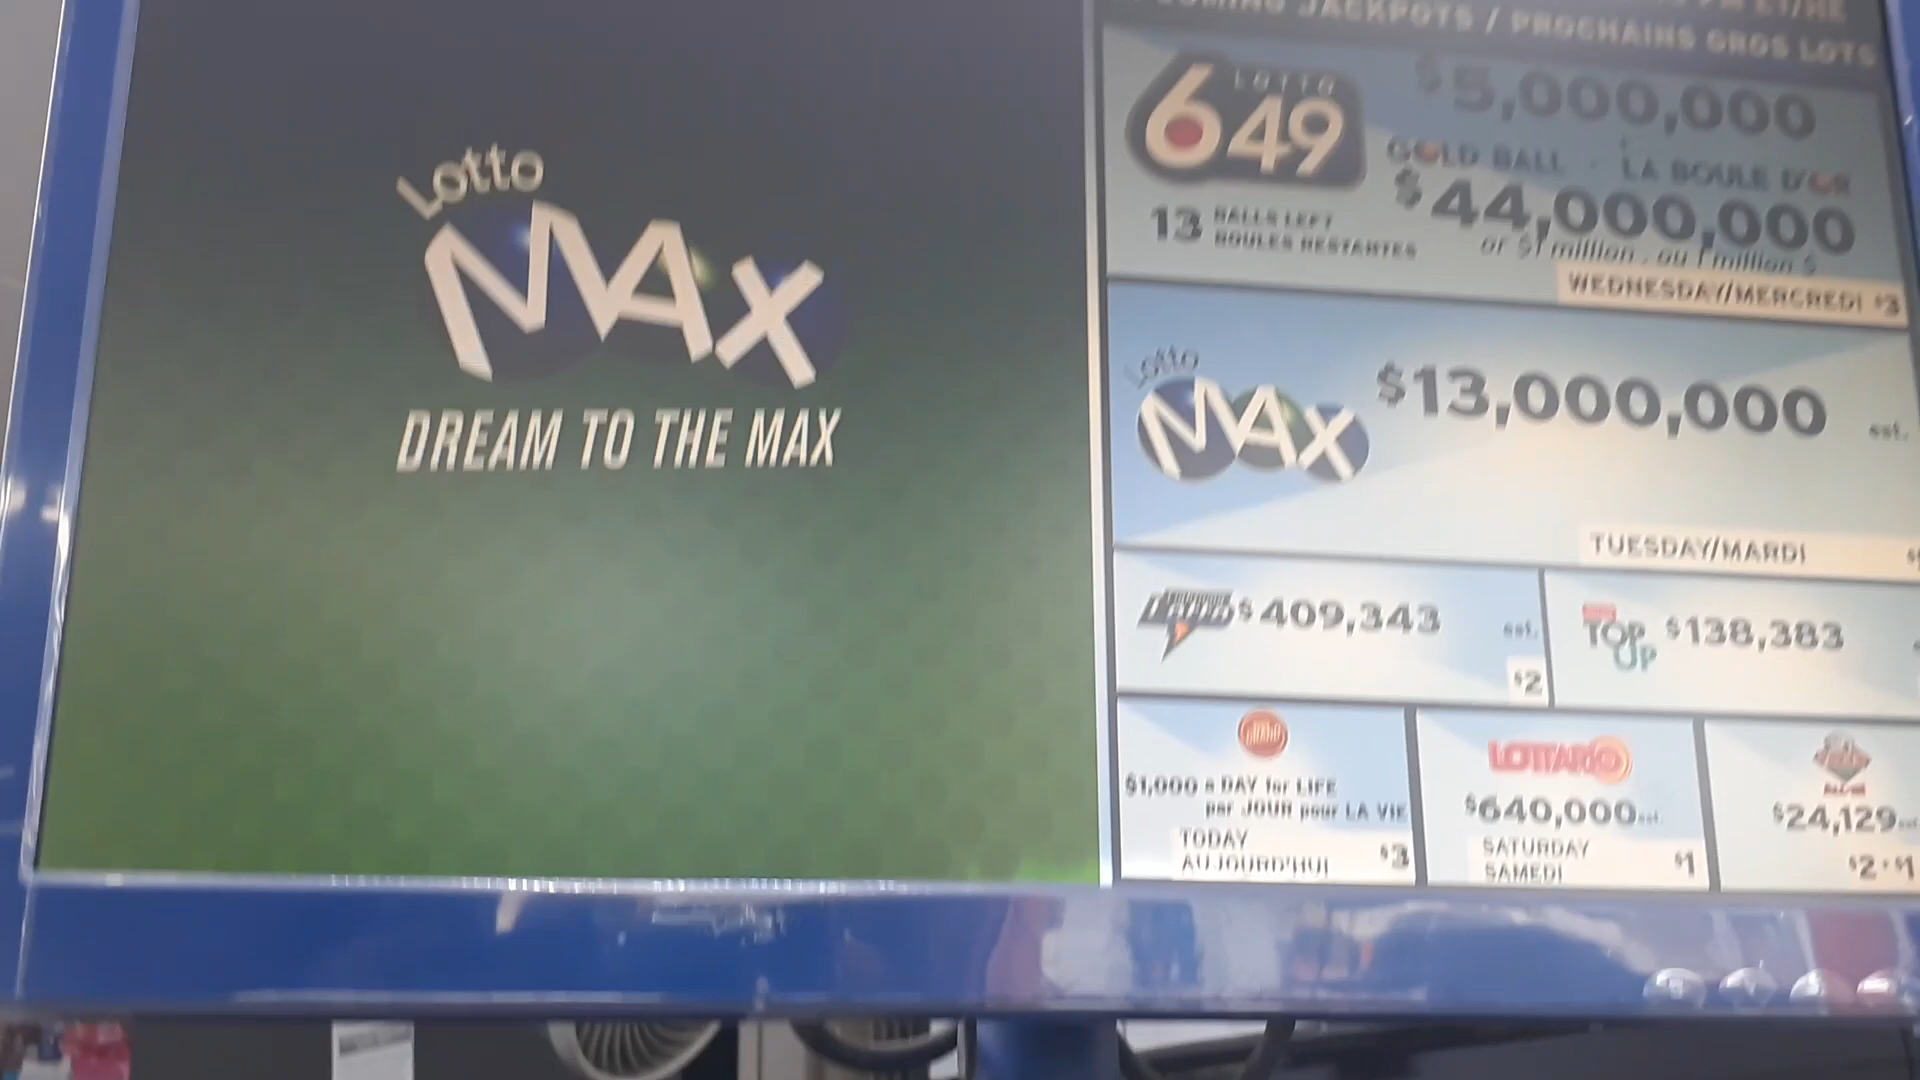 Lotto
MAX
DREAM TO THE MAX
JACKPOTS / PROCHAINS GROS LOTS
LOTTO
649
$5,000,000
GOLD BALL - LA BOULE D'OR
$44,000,000
or $1 million . ou 1 million $
13 BALLS LEFT
BOULES RESTANTES
WEDNESDAY/MERCREDI $3
Lotto
MAX
$13,000,000
est.
TUESDAY/MARDI
$409,343
est.
$2
TOP
UP
$138,383
$1,000 a DAY for LIFE
par JOUR pour LA VIE
TODAY
AUJOURD'HUI
$3
LOTTARIO
$640,000 est.
SATURDAY
SAMEDI
$1
$24,129
$2 + $1